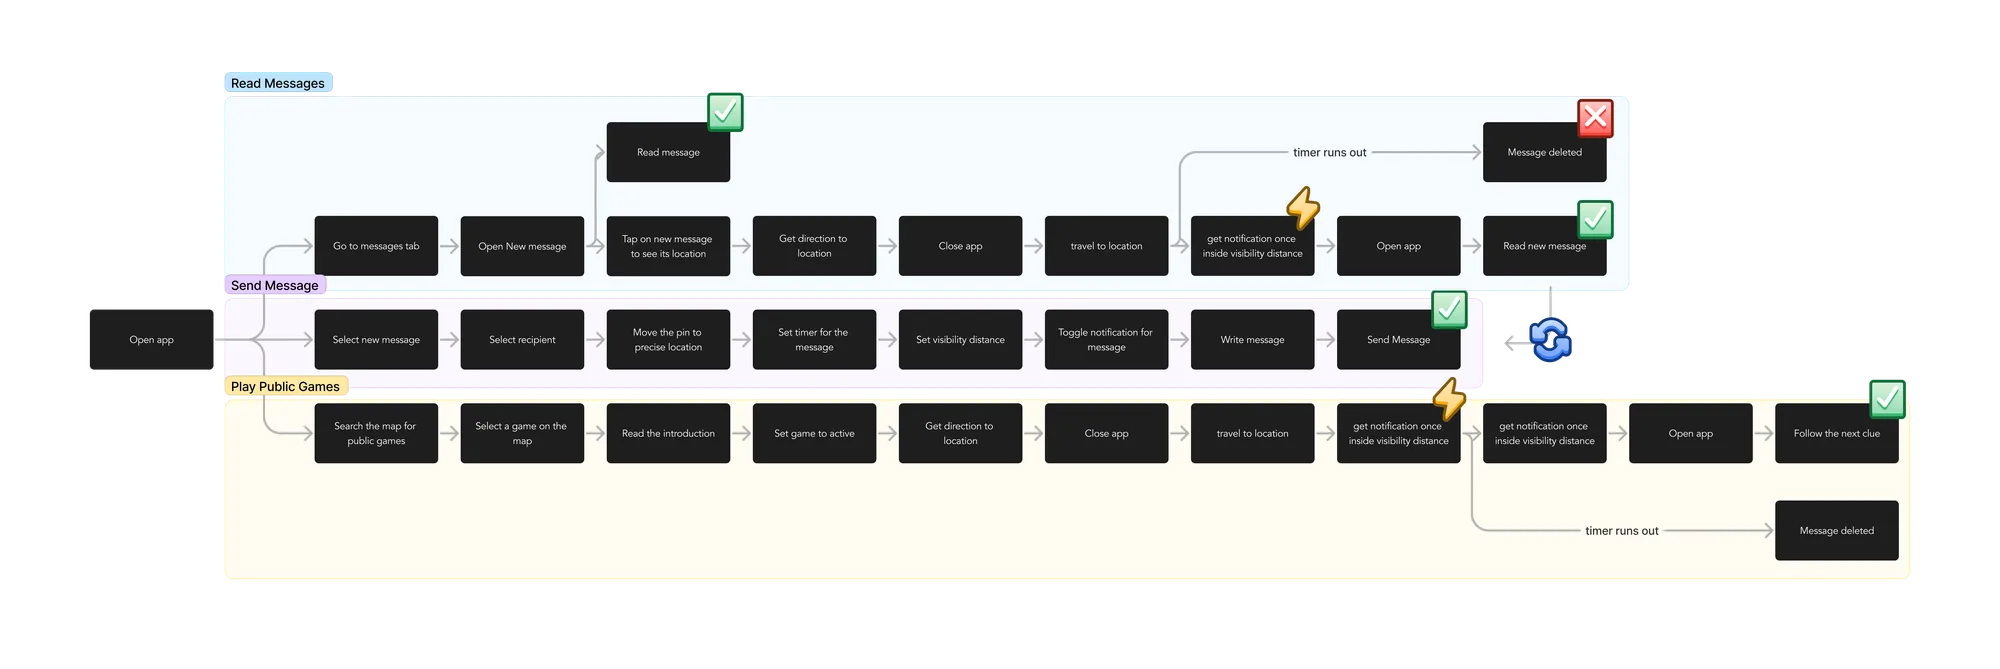 Read Messages
Read message
timer runs out
Message deleted
Go to messages tab
Open New message
Tap on new message
to see its location
Get direction to
location
Close app
travel to location
get notification once
inside visibility distance
Open app
Read new message
Send Message
Open app
Select new message
Select recipient
Move the pin to
precise location
Set timer for the
message
Set visibility distance
Toggle notification for
message
Write message
Send Message
Play Public Games
Search the map for
public games
Select a game on the
map
Read the introduction
Set game to active
Get direction to
location
Close app
travel to location
get notification once
inside visibility distance
get notification once
inside visibility distance
Open app
Follow the next clue
timer runs out
Message deleted